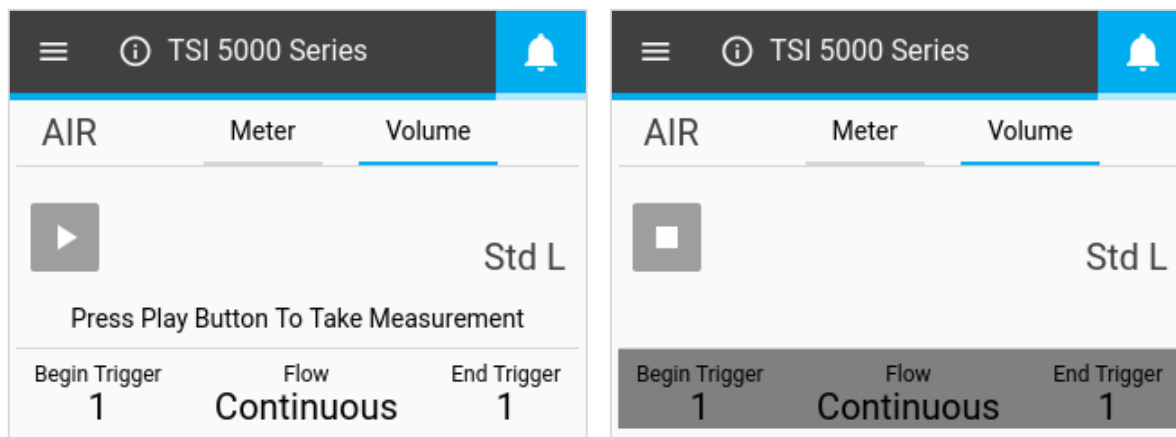 TSI 5000 Series
AIR Meter Volume
Std L
Press Play Button To Take Measurement
Begin Trigger Flow End Trigger
1 Continuous 1
TSI 5000 Series
AIR Meter Volume
Std L
Begin Trigger Flow End Trigger
1 Continuous 1